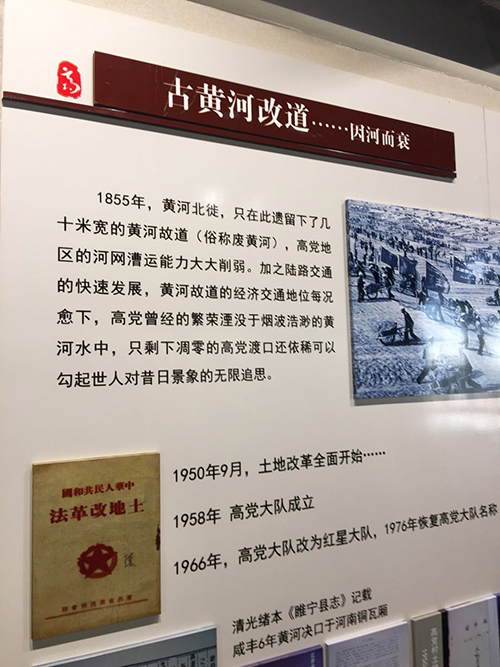 古黄河改道……因河而衰
1855年，黄河北徙，只在此遗留下了几
十米宽的黄河故道（俗称废黄河），高党地
区的河网漕运能力大大削弱。加之陆路交通
的快速发展，黄河故道的经济交通地位每况
愈下，高党曾经的繁荣湮没于烟波浩渺的黄
河水中，只剩下凋零的高党渡口还依稀可以
勾起世人对昔日景象的无限追思。
1950年9月，土地改革全面开始……
國和共民人華中
法革改地土
1958年 高党大队成立
1966年，高党大队改为红星大队，1976年恢复高党大队名称
清光绪本《睢宁县志》记载
咸丰6年黄河决口于河南铜瓦厢
高党村